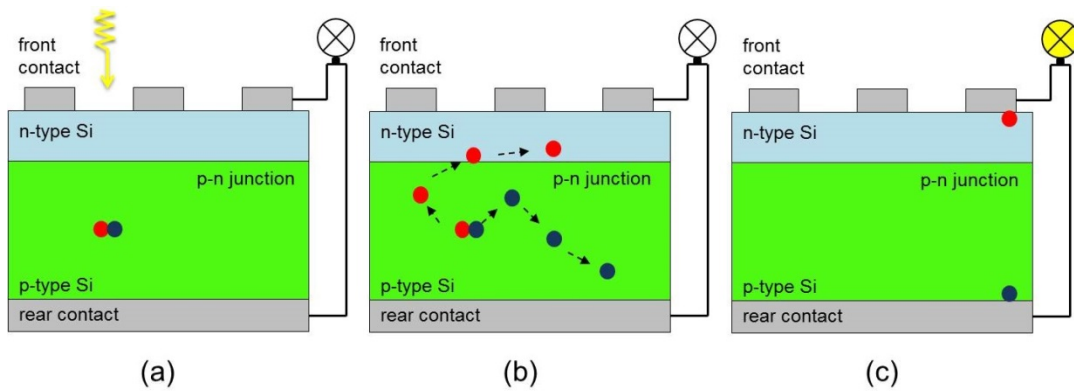 front
contact
n-type Si
p-n junction
p-type Si
rear contact
(a)
front
contact
n-type Si
p-n junction
p-type Si
rear contact
(b)
front
contact
n-type Si
p-n junction
p-type Si
rear contact
(c)